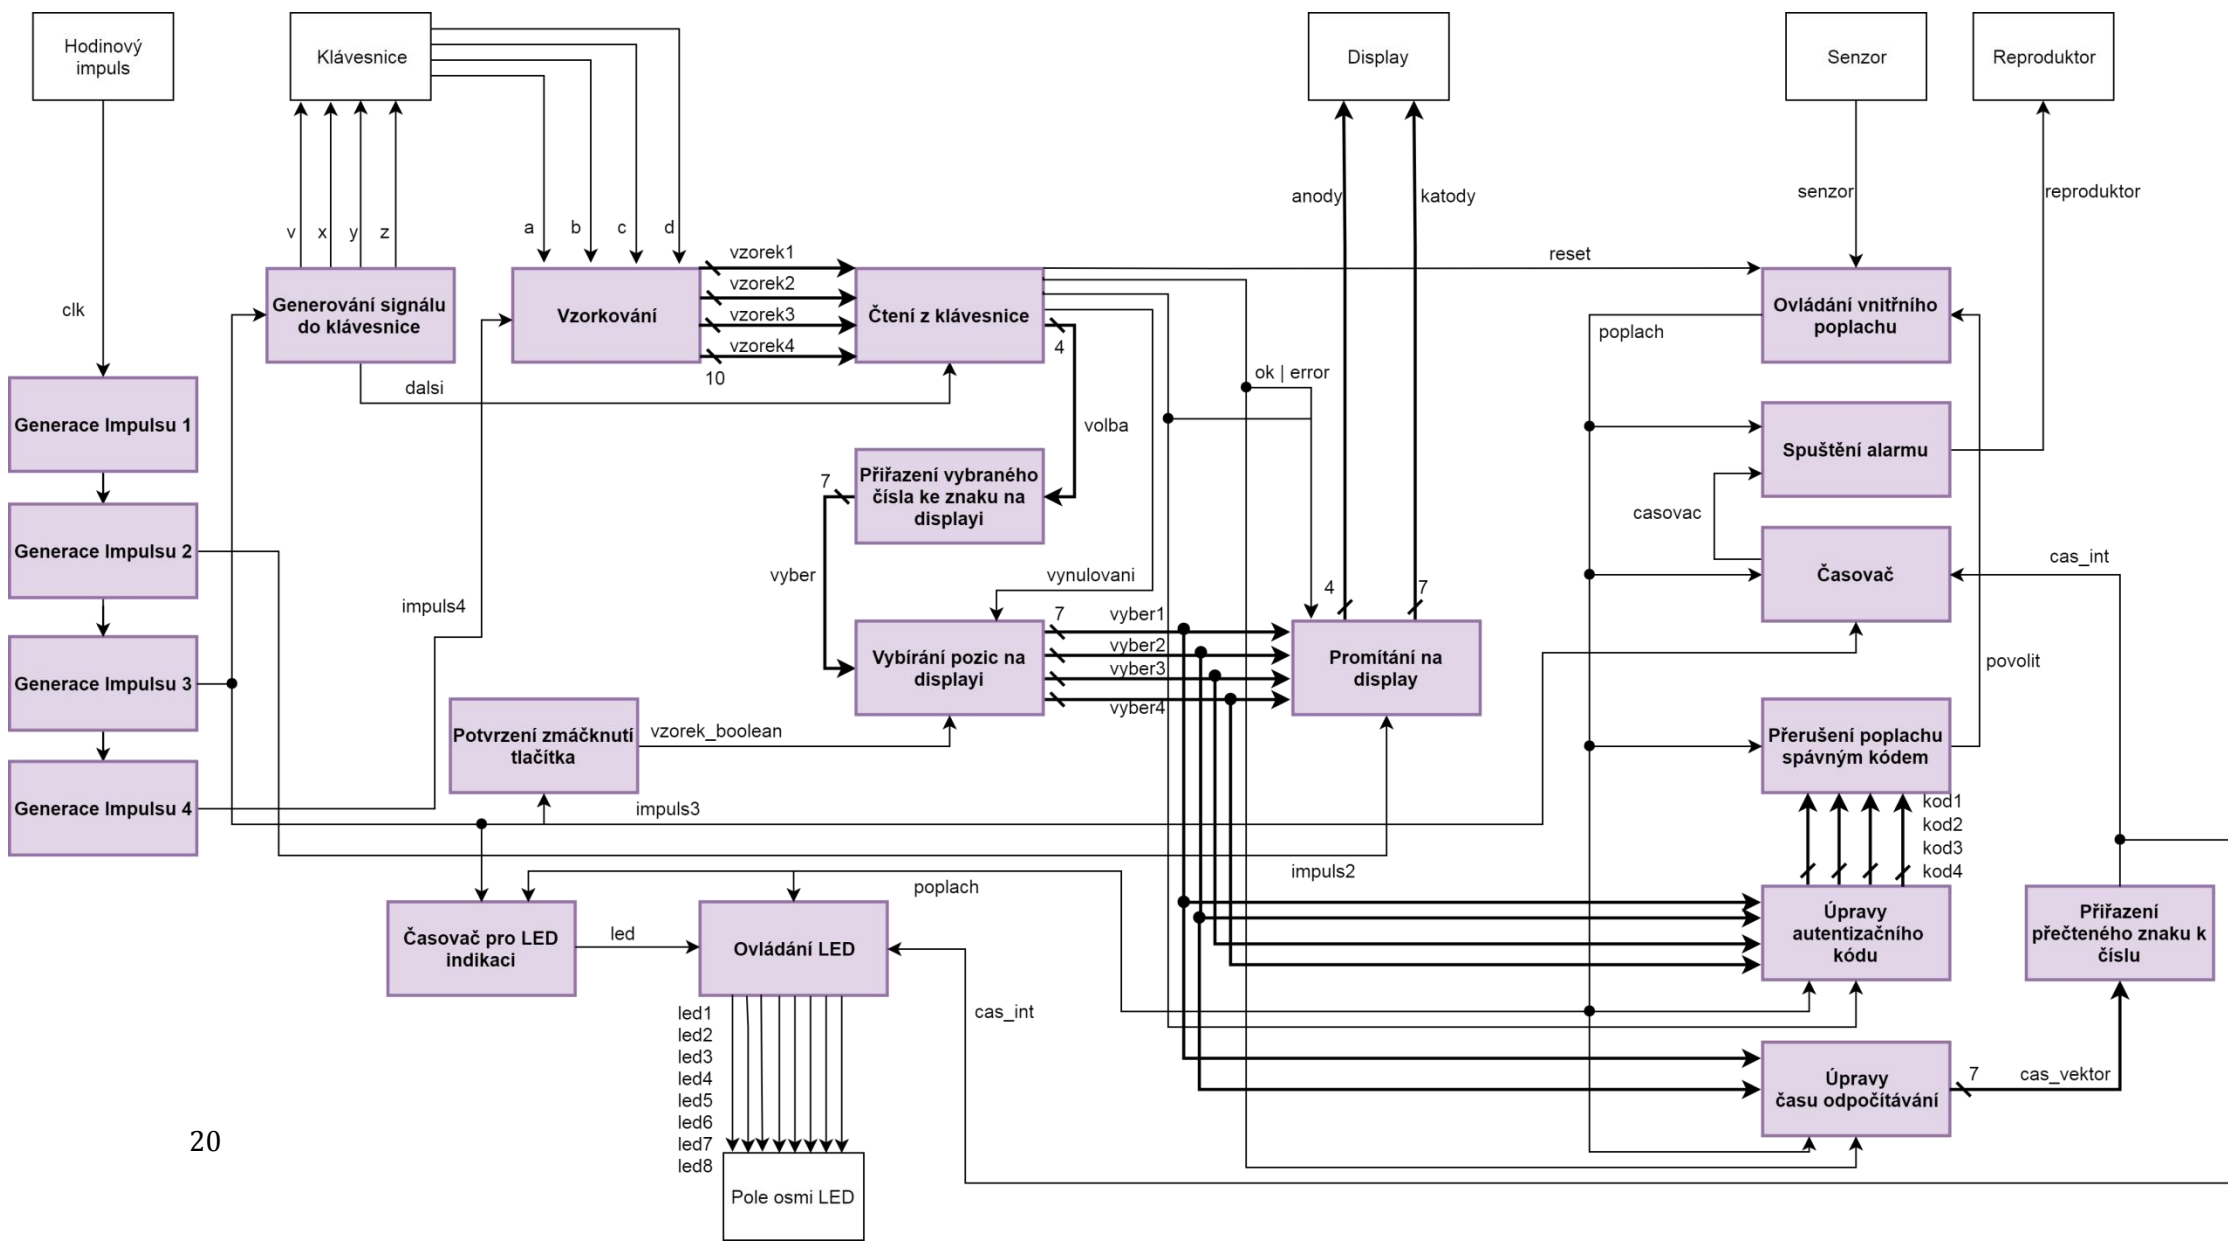 Hodinový
impuls
Klávesnice
Display
Senzor
Reproduktor
anody
katody
senzor
reproduktor
v
x
y
z
a
b
c
d
clk
vzorek1
vzorek2
vzorek3
vzorek4
10
reset
Generování signálu
do klávesnice
Vzorkování
Čtení z klávesnice
4
Ovládání vnitřního
poplachu
poplach
dalsi
ok | error
Generace Impulsu 1
volba
Spuštění alarmu
7
Přiřazení vybraného
čísla ke znaku na
displayi
casovac
Generace Impulsu 2
cas_int
vyber
vynulovani
Časovač
impuls4
4
7
7
vyber1
vyber2
vyber3
vyber4
Generace Impulsu 3
Vybírání pozic na
displayi
Promítání na
display
povolit
Potvrzení zmáčknutí
tlačítka
vzorek_boolean
Přerušení poplachu
spávným kódem
Generace Impulsu 4
impuls3
kod1
kod2
kod3
kod4
impuls2
poplach
Časovač pro LED
indikaci
led
Ovládání LED
Úpravy
autentizačního
kódu
Přiřazení
přečteného znaku k
číslu
led1
led2
led3
led4
led5
led6
led7
led8
cas_int
Úpravy
času odpočítávání
7
cas_vektor
20
Pole osmi LED